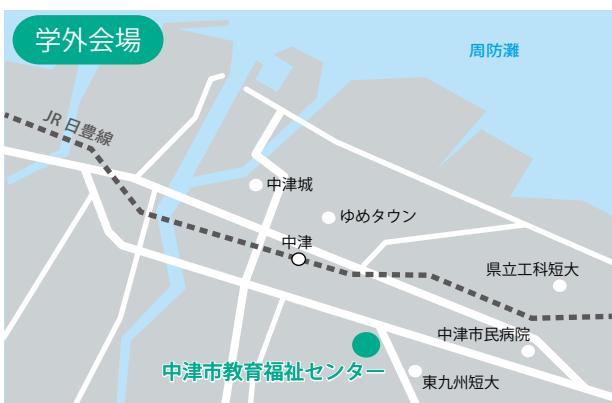 学外会場
周防灘
JR 日豊線
中津城
ゆめタウン
中津
県立工科短大
中津市民病院
中津市教育福祉センター
東九州短大